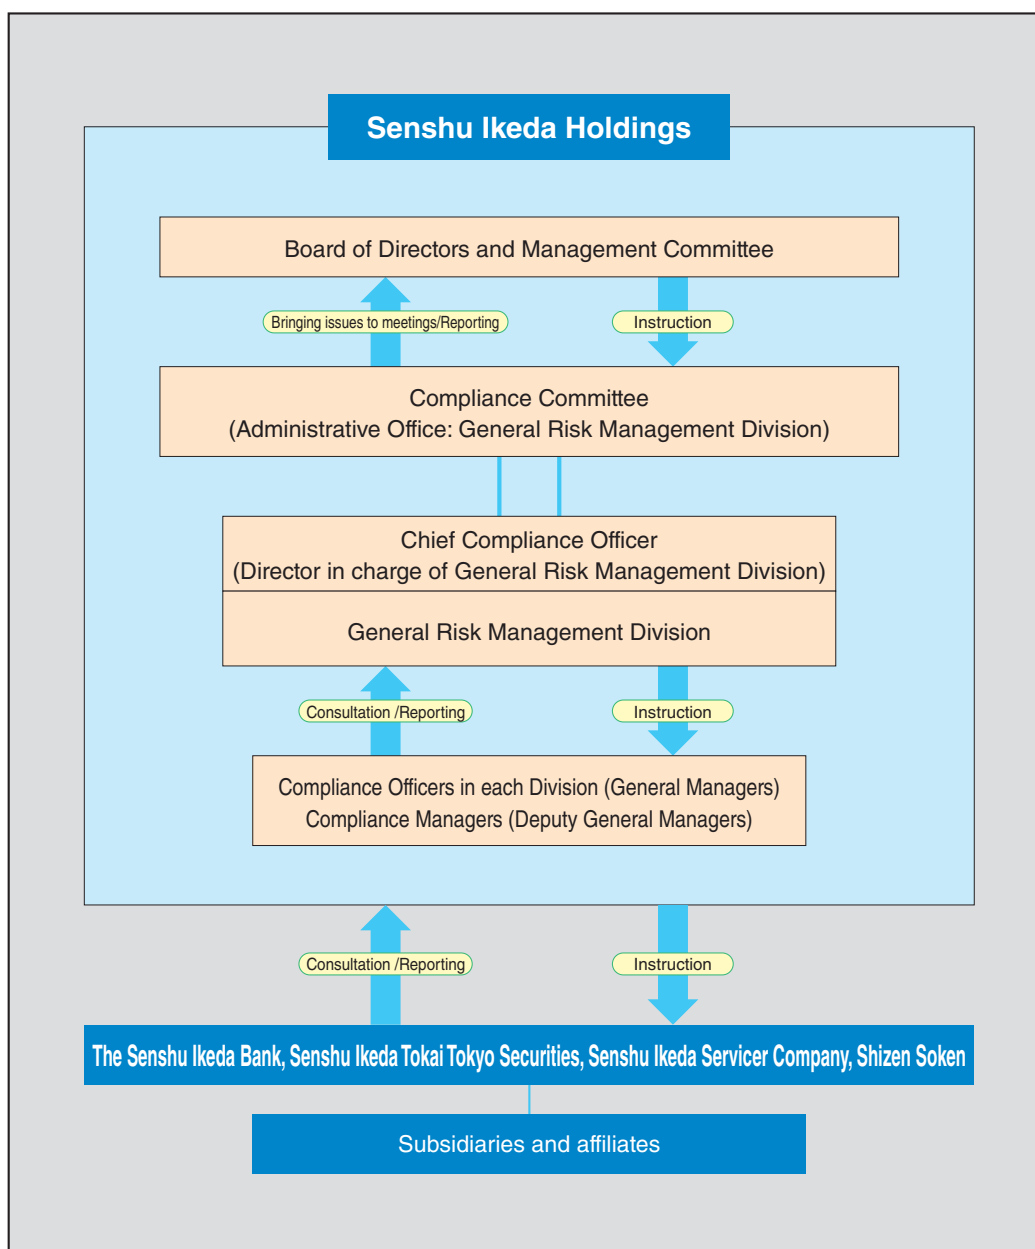 Senshu Ikeda Holdings
Board of Directors and Management Committee
Bringing issues to meetings/Reporting
Instruction
Compliance Committee
(Administrative Office: General Risk Management Division)
Chief Compliance Officer
(Director in charge of General Risk Management Division)
General Risk Management Division
Consultation /Reporting
Instruction
Compliance Officers in each Division (General Managers)
Compliance Managers (Deputy General Managers)
Consultation /Reporting
Instruction
The Senshu Ikeda Bank, Senshu Ikeda Tokai Tokyo Securities, Senshu Ikeda Servicer Company, Shizen Soken
Subsidiaries and affiliates